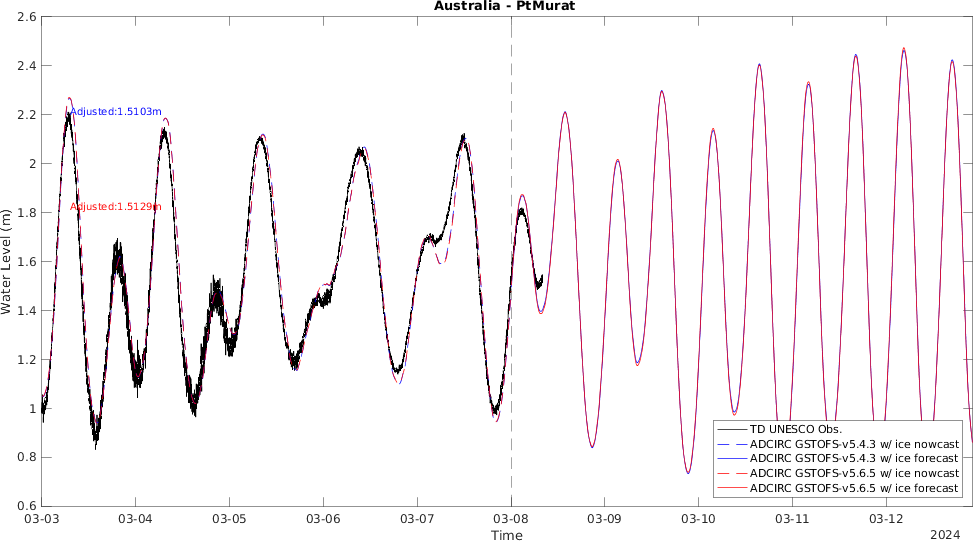 Australia - PtMurat
2.6
2.4
2.2
2
1.8
1.6
1.4
1.2
1
0.8
0.6
Water Level (m)
Adjusted:1.5103m
Adjusted:1.5129m
TD UNESCO Obs.
ADCIRC GSTOFS-v5.4.3 w/ ice nowcast
ADCIRC GSTOFS-v5.4.3 w/ ice forecast
ADCIRC GSTOFS-v5.6.5 w/ ice nowcast
ADCIRC GSTOFS-v5.6.5 w/ ice forecast
03-03 03-04 03-05 03-06 03-07 03-08 03-09 03-10 03-11 03-12
Time
2024